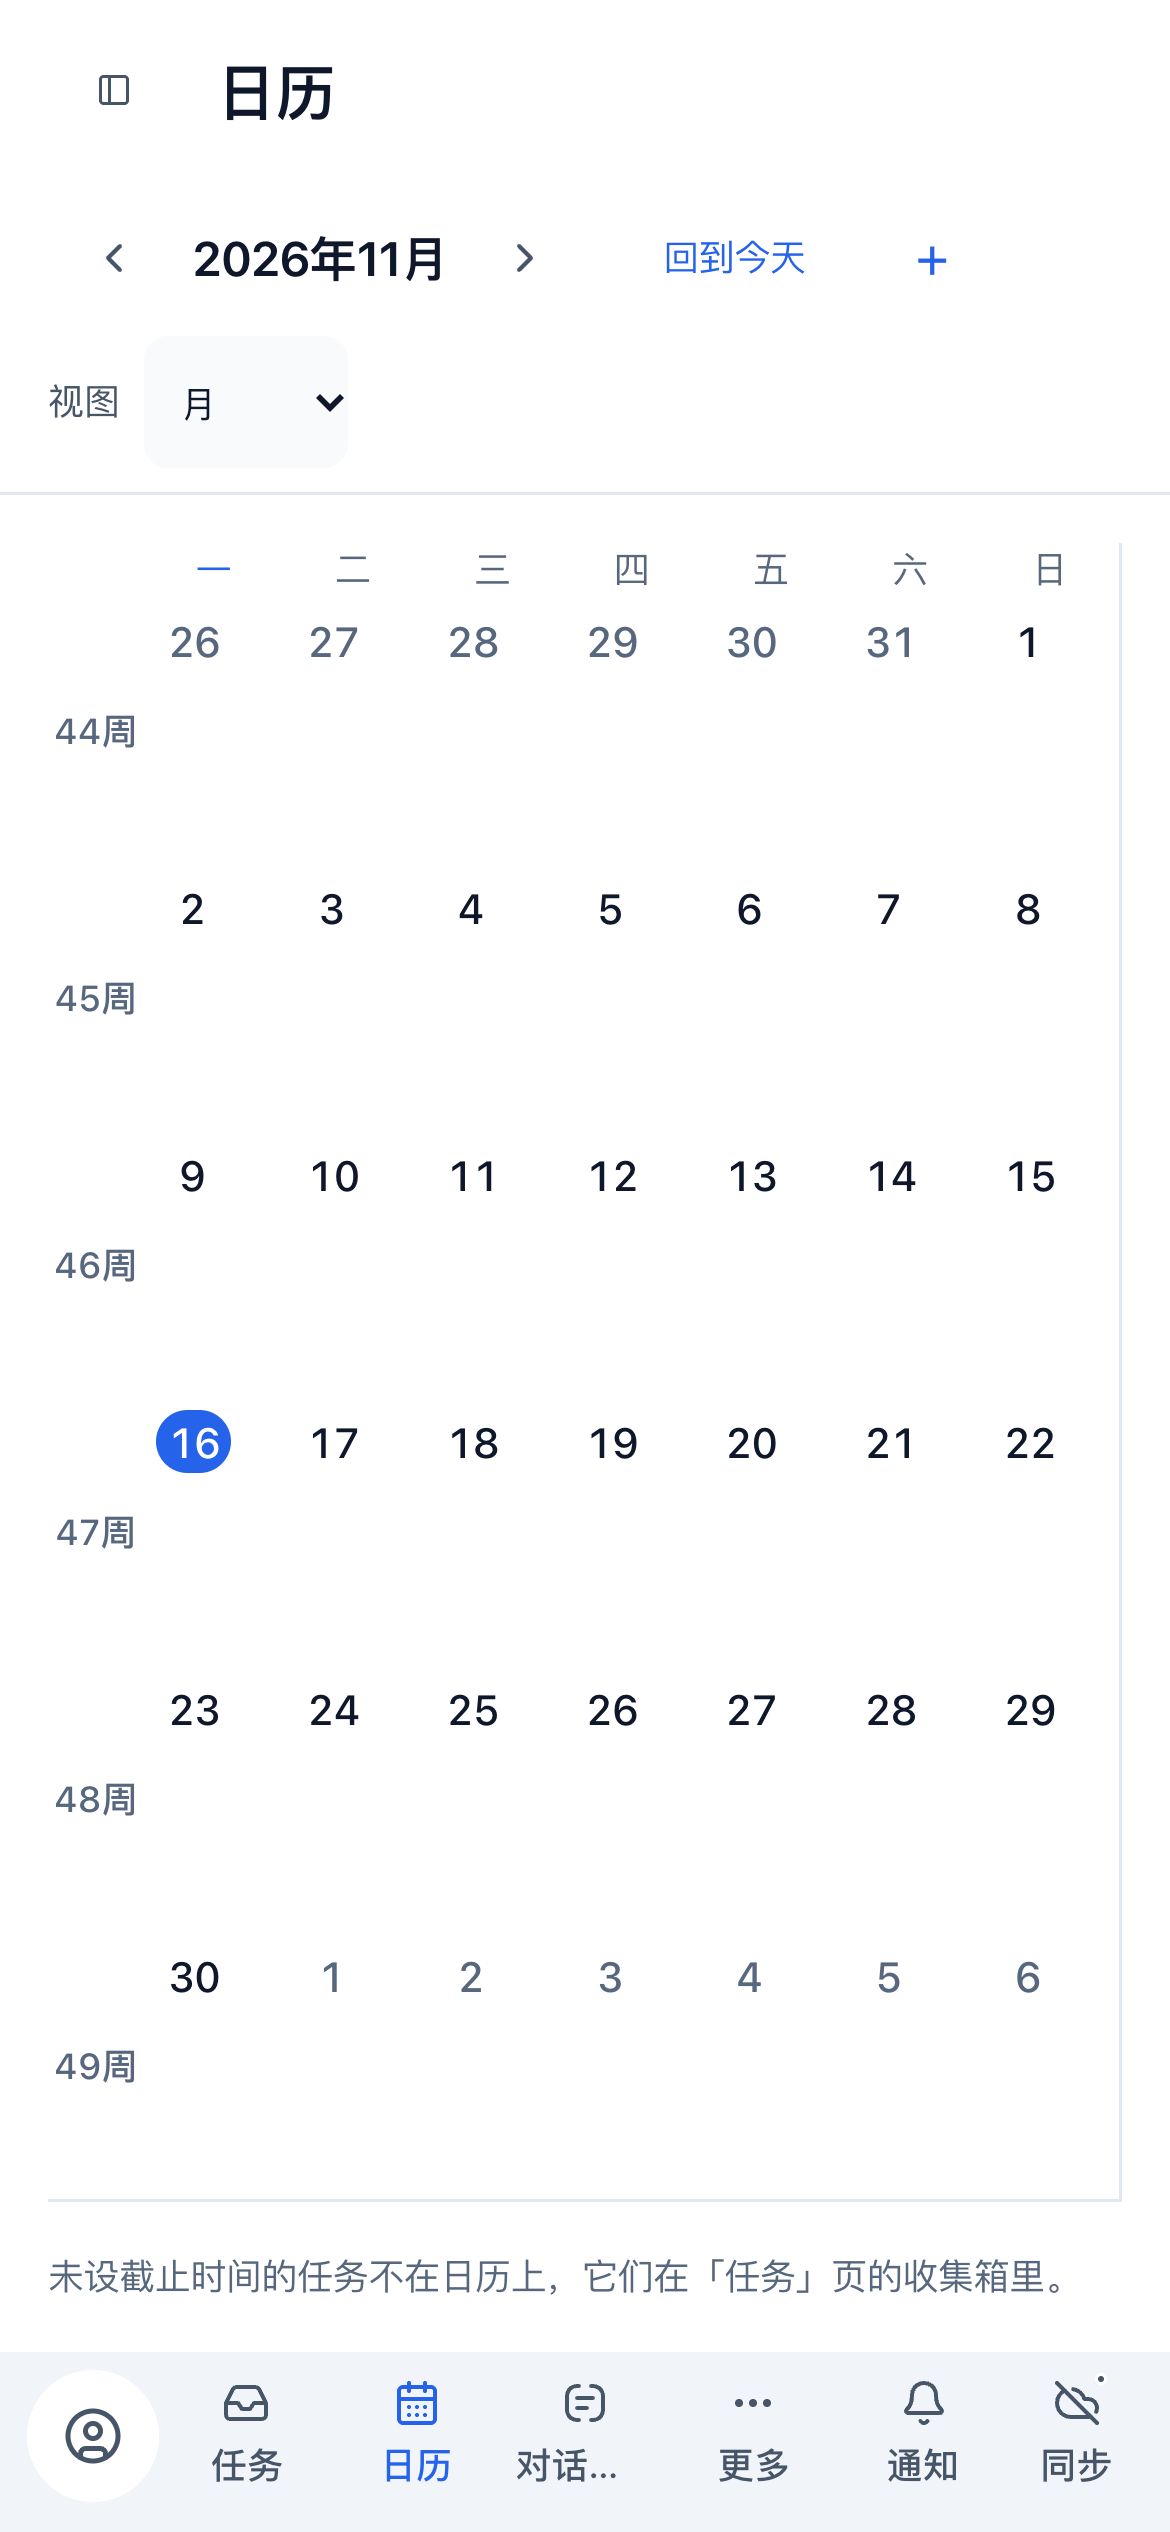 日历
2026年11月 回到今天 +
视图 月
一 二 三 四 五 六 日
26 27 28 29 30 31 1
44周
2 3 4 5 6 7 8
45周
9 10 11 12 13 14 15
46周
16 17 18 19 20 21 22
47周
23 24 25 26 27 28 29
48周
30 1 2 3 4 5 6
49周
未设截止时间的任务不在日历上，它们在「任务」页的收集箱里。
任务 日历 对话... 更多 通知 同步